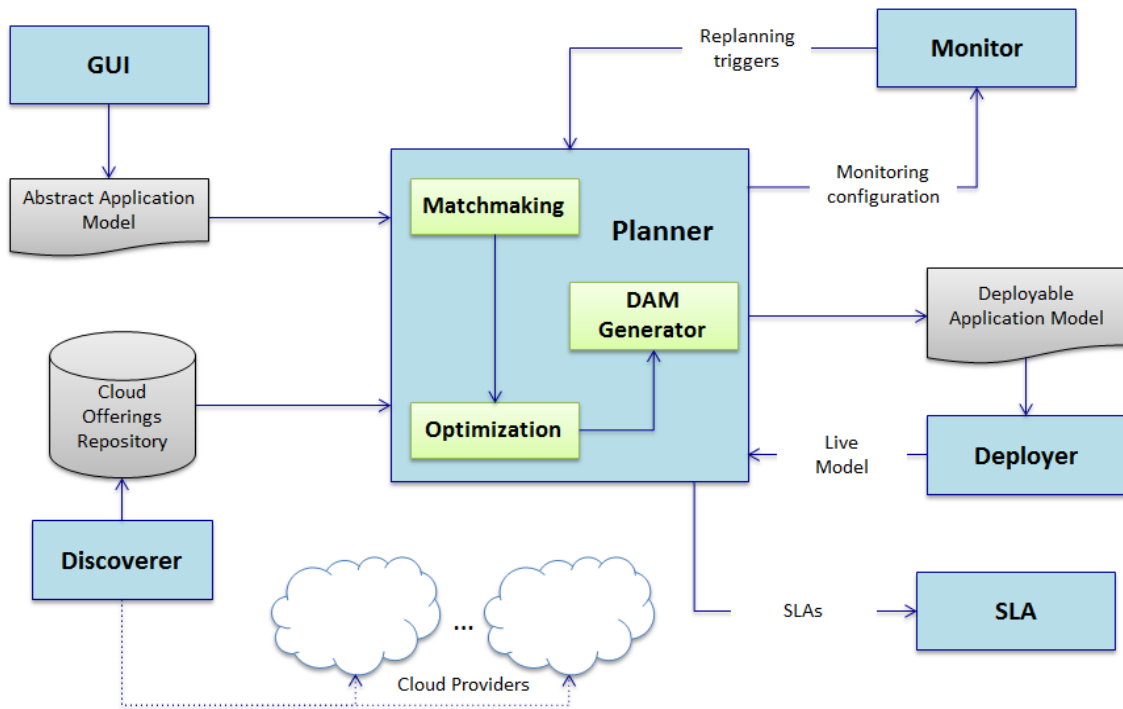 GUI
Replanning
triggers
Monitor
Abstract Application
Model
Matchmaking
Planner
Monitoring
configuration
DAM
Generator
Deployable
Application Model
Cloud
Offerings
Repository
Optimization
Live
Model
Deployer
Discoverer
...
SLAs
SLA
Cloud Providers